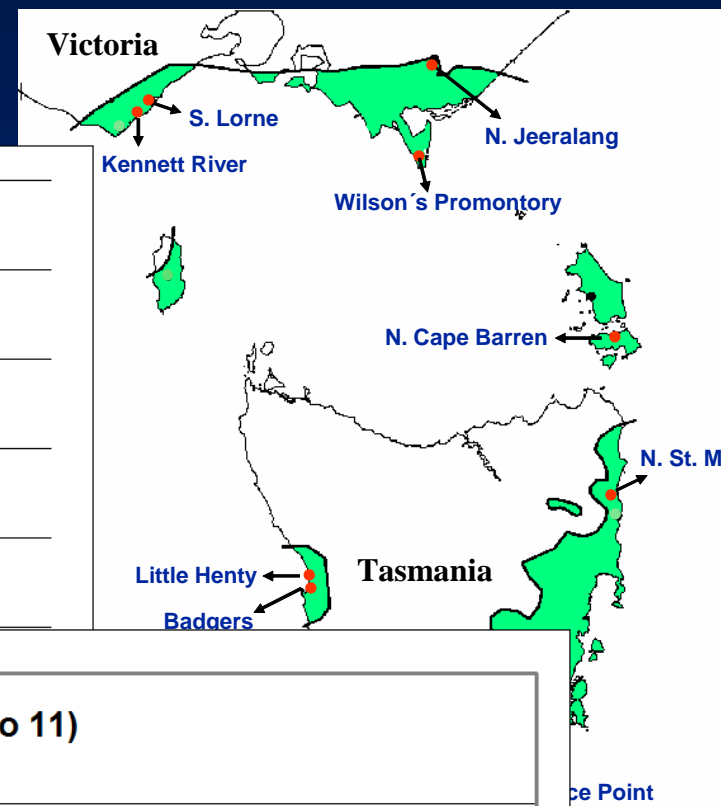 Victoria
S. Lorne
N. Jeeralang
Kennett River
Wilson´s Promontory
N. Cape Barren
N. St. M
Little Henty
Tasmania
Badgers
o 11)
ce Point